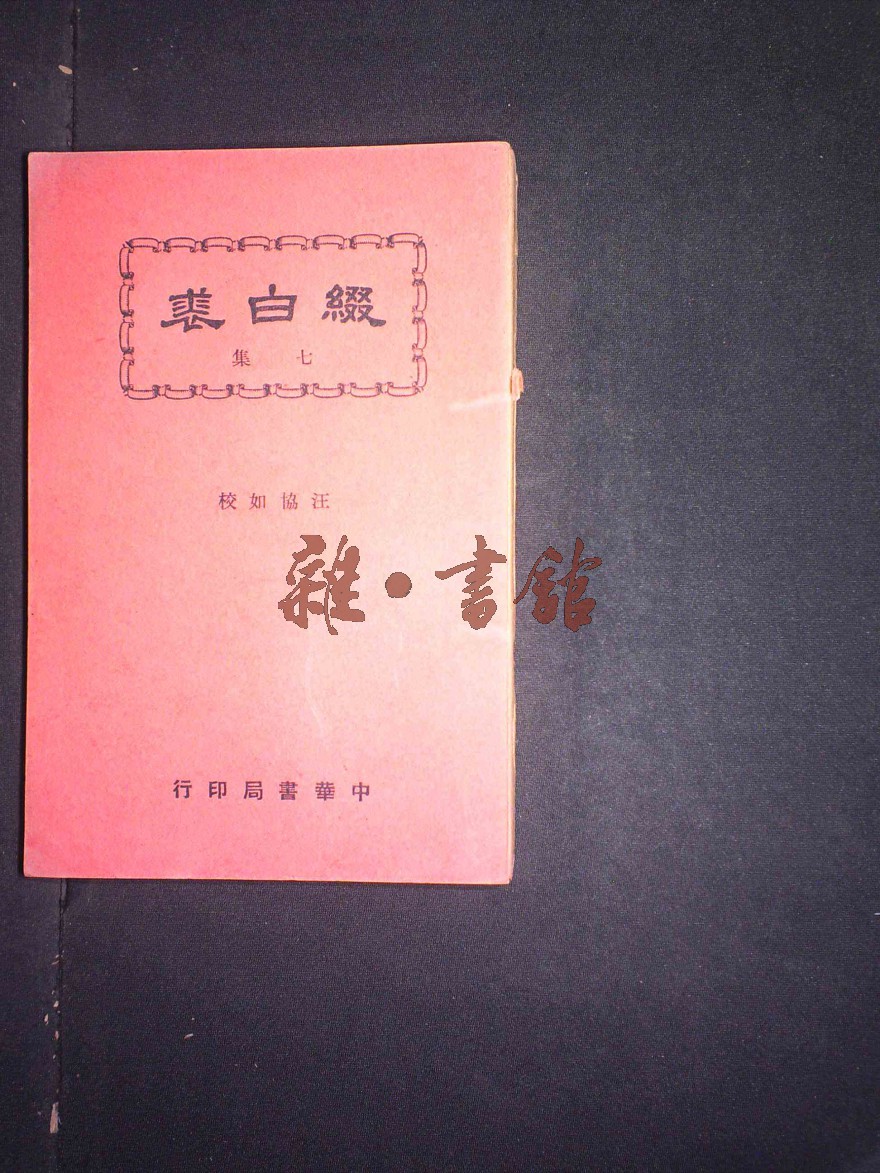 綴白裘
七集
汪協如校
雜•書館
中華書局印行